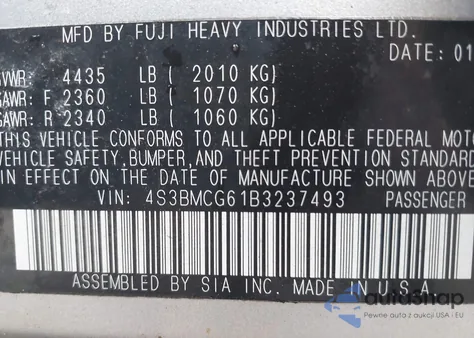 MFD BY FUJI HEAVY INDUSTRIES LTD.
DATE: 01
GVWR: 4435 LB ( 2010 KG)
GAWR: F 2360 LB ( 1070 KG)
GAWR: R 2340 LB ( 1060 KG)
THIS VEHICLE CONFORMS TO ALL APPLICABLE FEDERAL MOTO
VEHICLE SAFETY,BUMPER,AND THEFT PREVENTION STANDARD
IN EFFECT ON THE DATE OF MANUFACTURE SHOWN ABOVE
VIN: 4S3BMCG61B3237493 PASSENGER
ASSEMBLED BY SIA INC. MADE IN U.S.A.
autosnap
Pewne auta z aukcji USA i EU